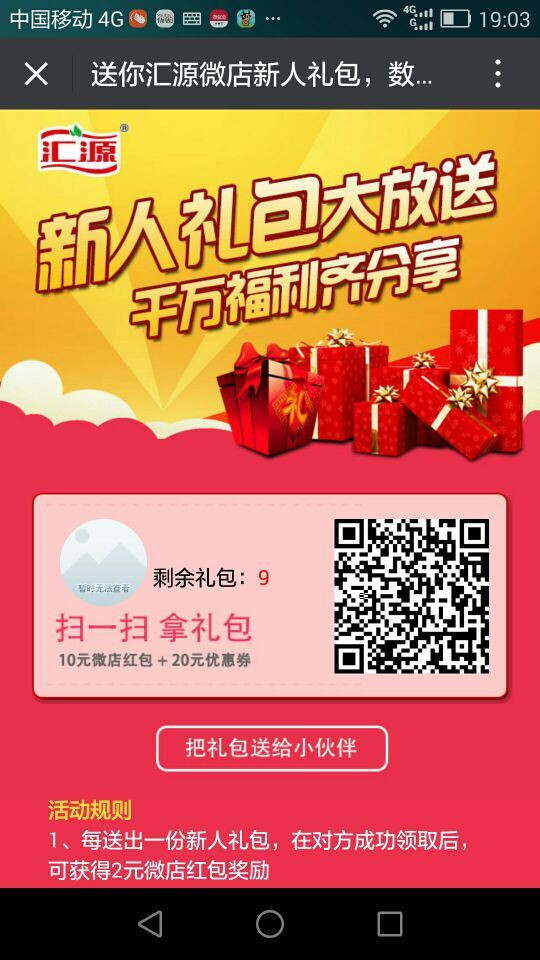 中国移动 4G
4G
G
19:03
送你汇源微店新人礼包，数...
汇源®
新人礼包大放送
千万福利齐分享
礼
暂时无法查看
剩余礼包：9
扫一扫 拿礼包
10元微店红包 + 20元优惠券
把礼包送给小伙伴
活动规则
1、每送出一份新人礼包，在对方成功领取后，
可获得2元微店红包奖励